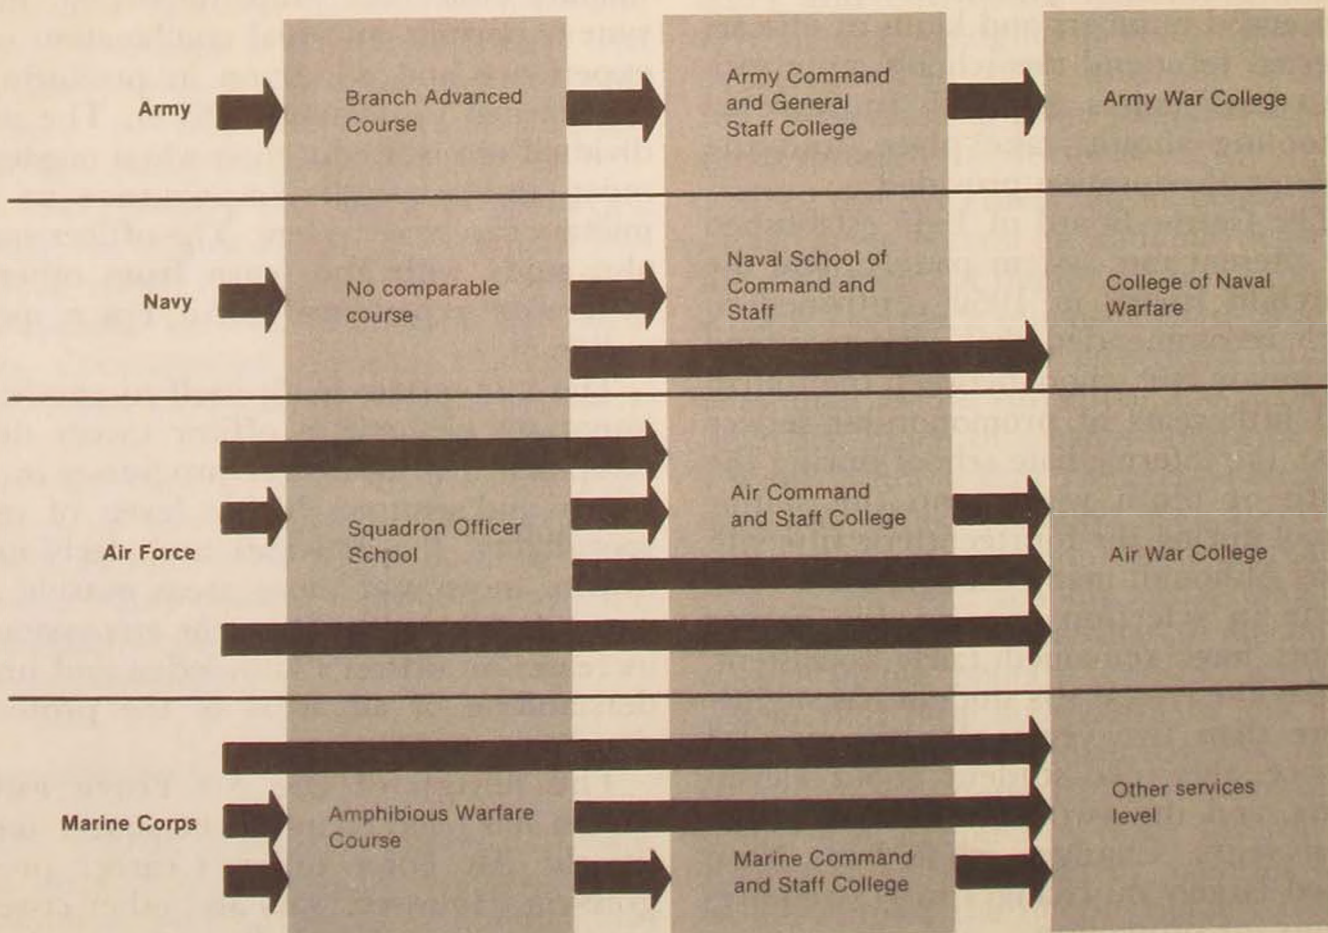 Army
Branch Advanced
Course
Army Command
and General
Staff College
Army War College
Navy
No comparable
course
Naval School of
Command and
Staff
College of Naval
Warfare
Air Force
Squadron Officer
School
Air Command
and Staff College
Air War College
Marine Corps
Amphibious Warfare
Course
Marine Command
and Staff College
Other services
level